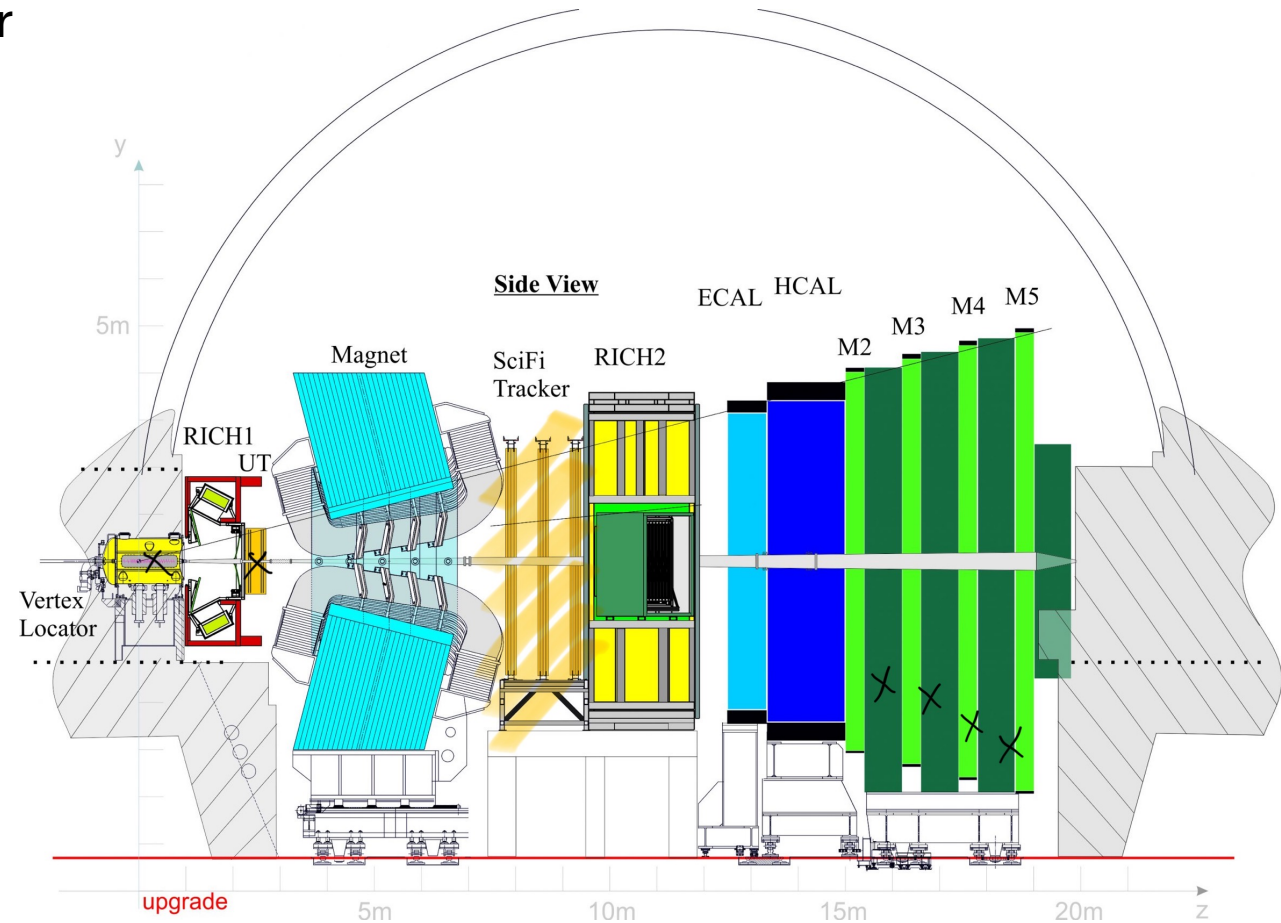 r
y
Side View
ECAL
HCAL
M5
M4
5m
M3
M2
Magnet
SciFi
Tracker
RICH2
RICH1
UT
Vertex
Locator
upgrade
5m
10m
15m
20m
z